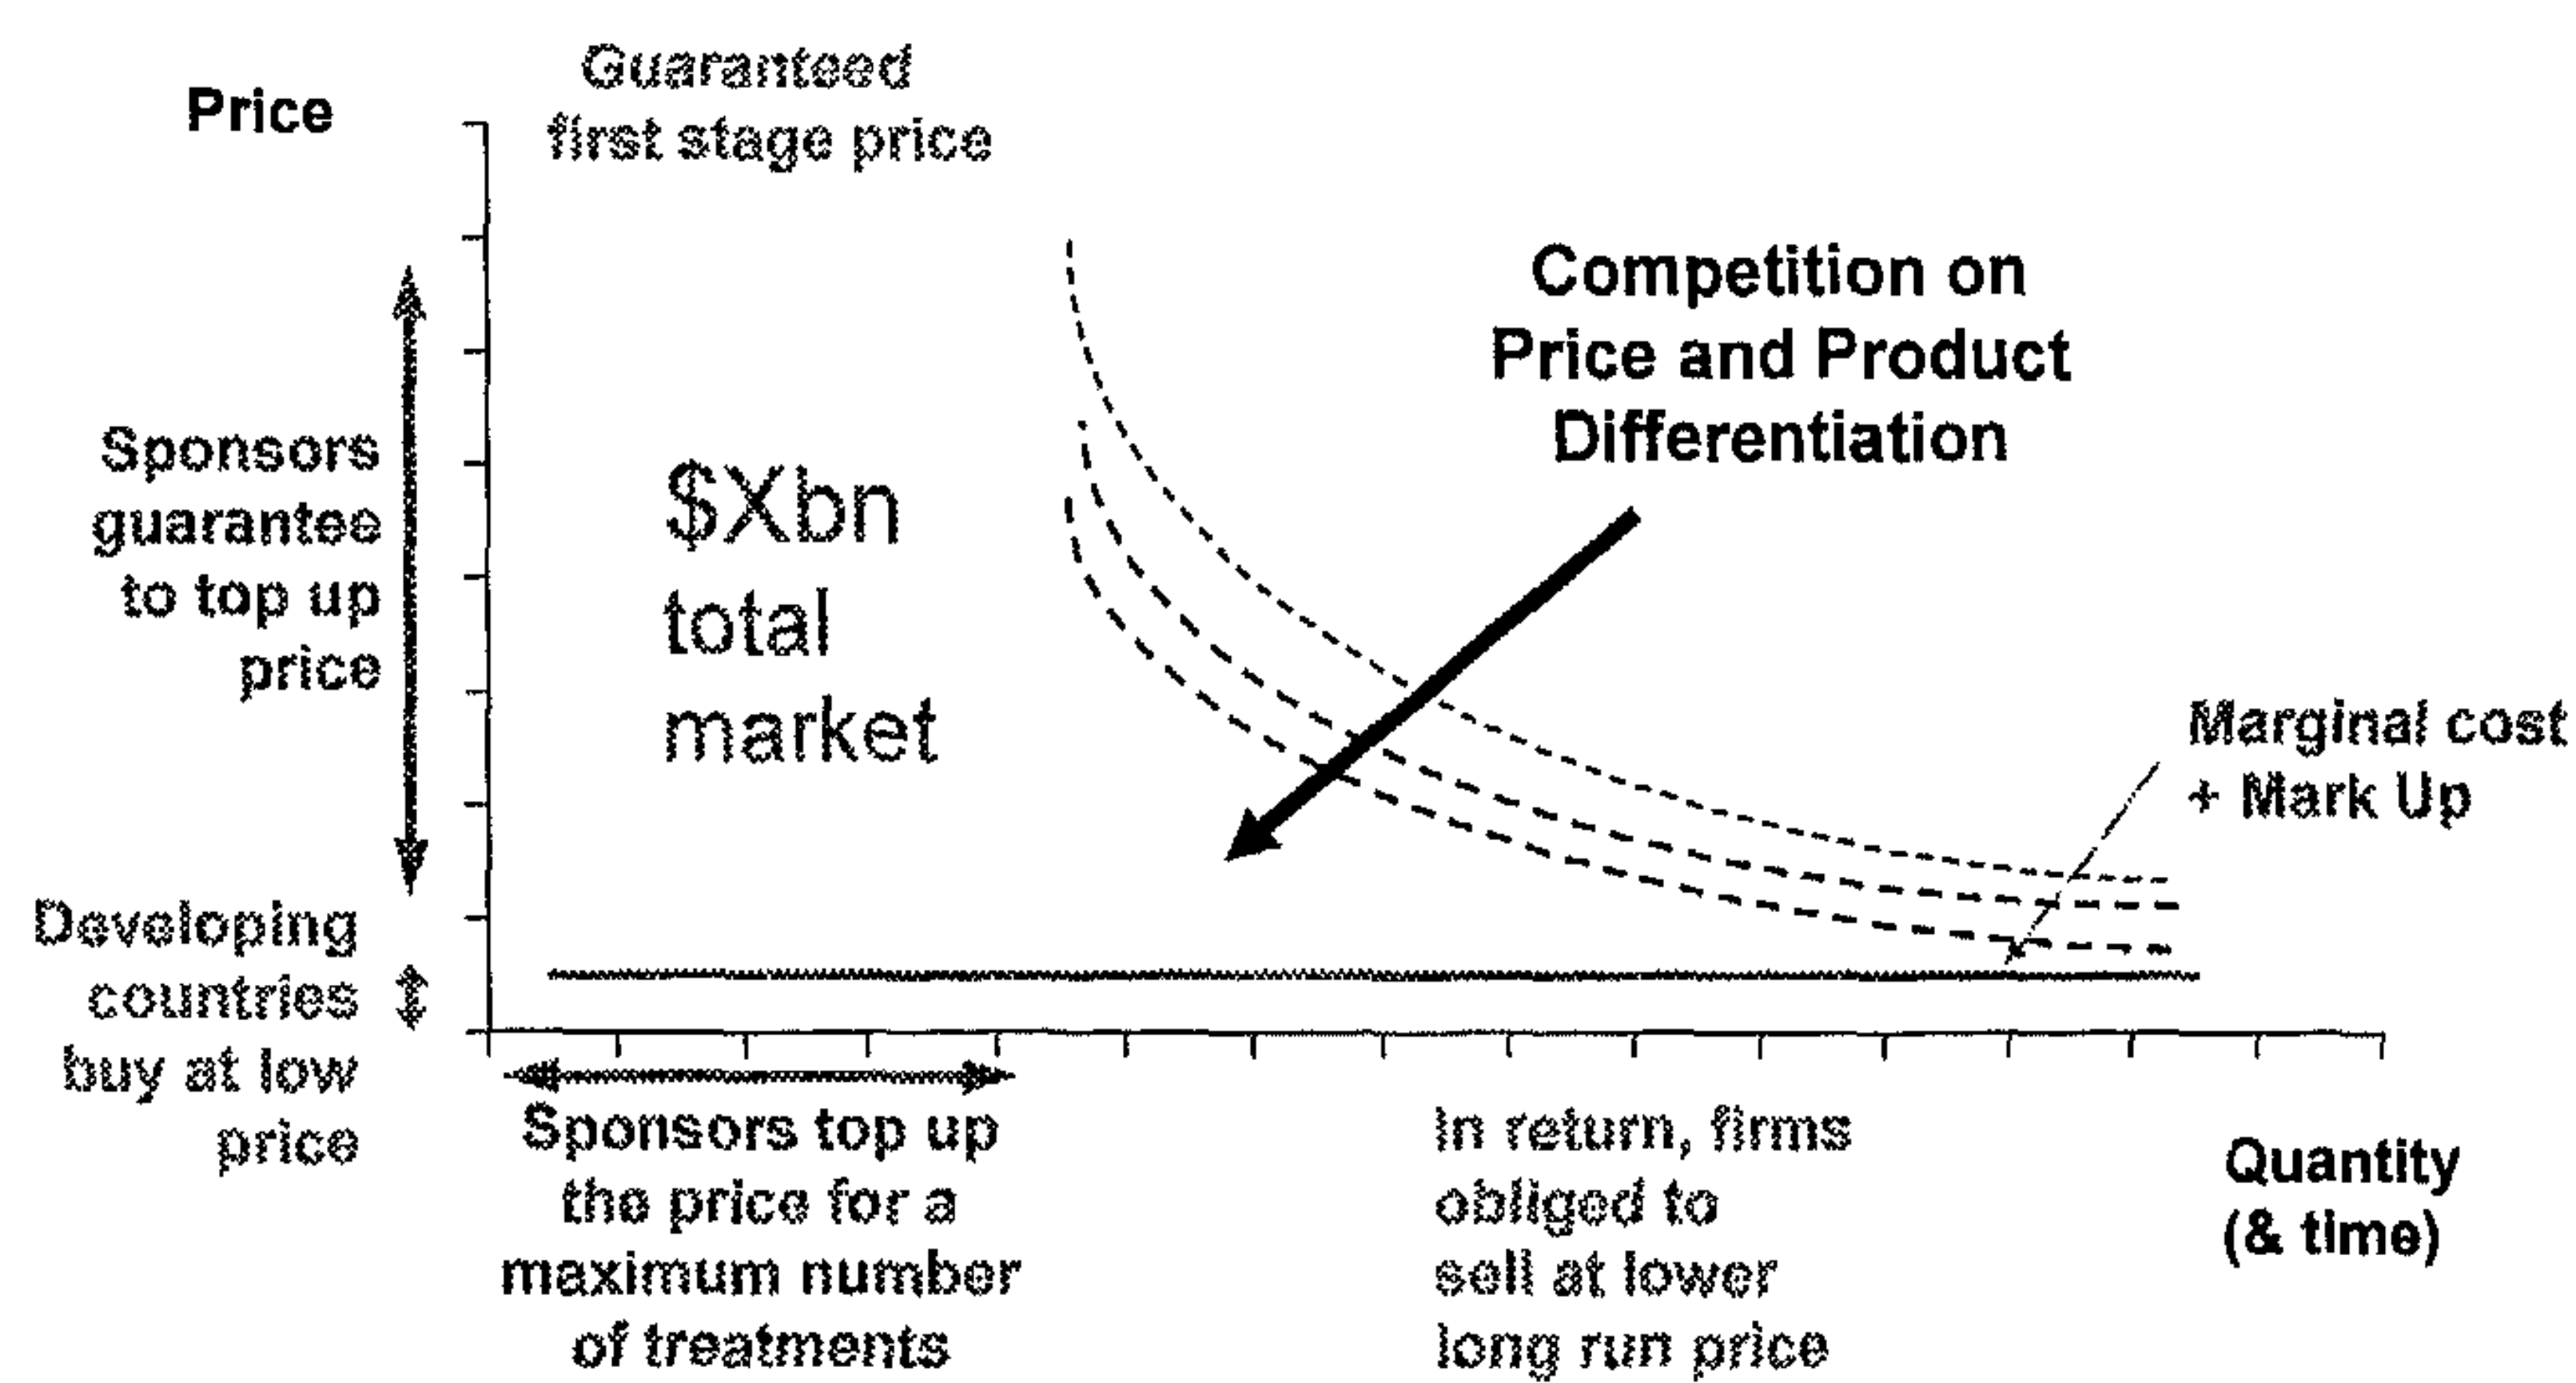 Price
Guaranteed
first stage price
Competition on
Price and Product
Differentiation
Sponsors
guarantee
to top up
price
$Xbn
total
market
Marginal cost
+ Mark Up
Developing
countries
buy at low
price
Sponsors top up
the price for a
maximum number
of treatments
In return, firms
obliged to
sell at lower
long run price
Quantity
(& time)